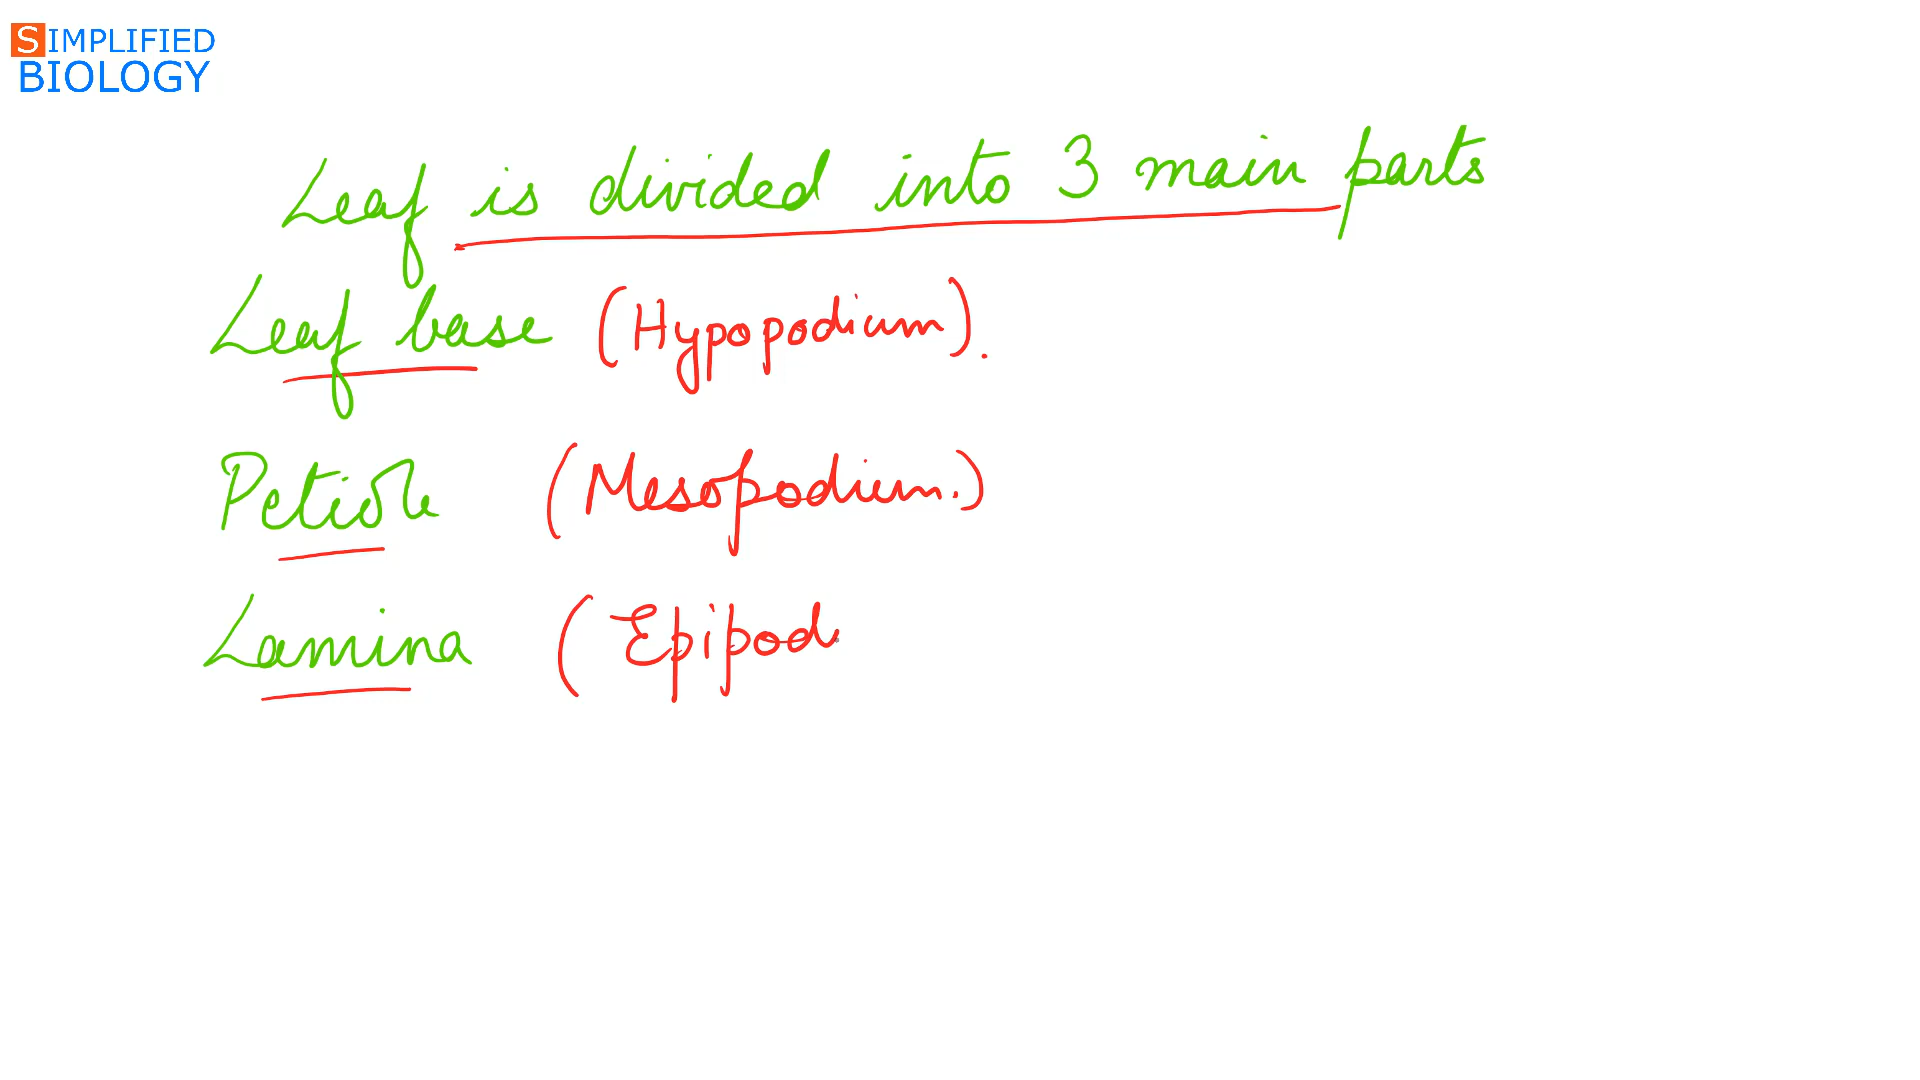 SIMPLIFIED
BIOLOGY
Leaf is divided into 3 main parts
Leaf base (Hypopodium).
Petiole (Mesopodium.)
Lamina (Epipod